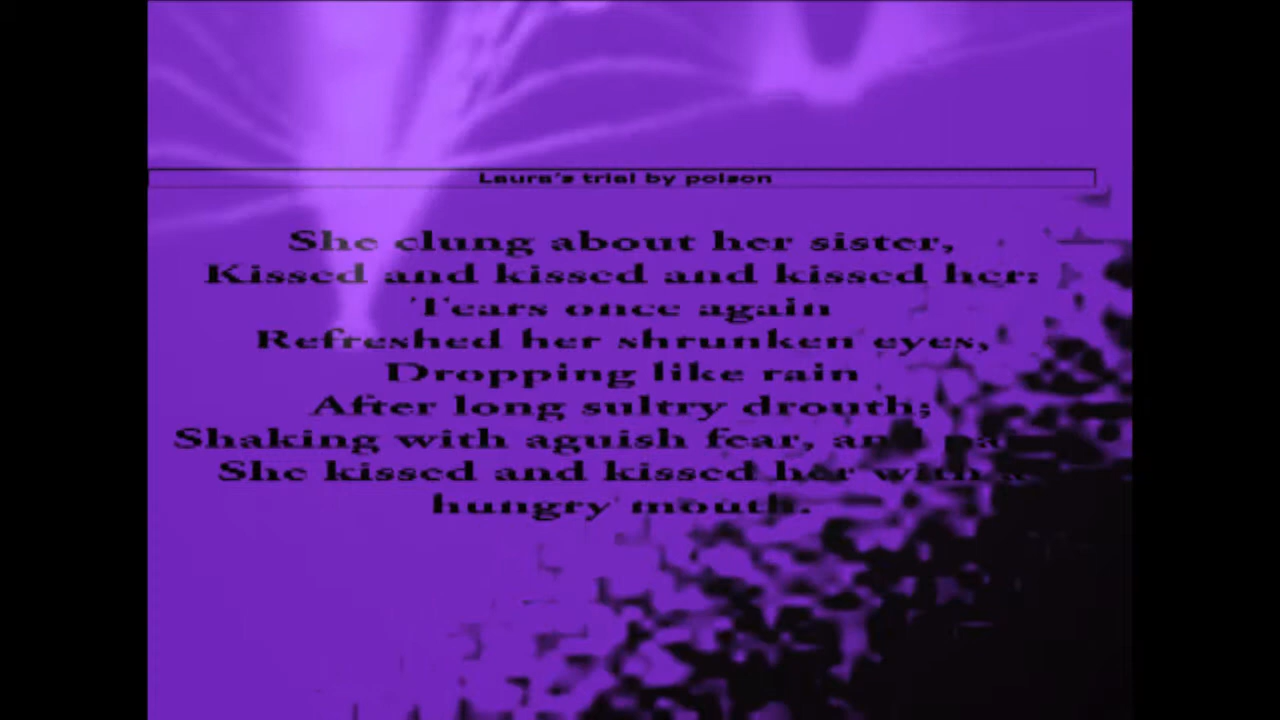 Laura's trial by poison
She clung about her sister,
Kissed and kissed and kissed her:
Tears once again
Refreshed her shrunken eyes,
Dropping like rain
After long sultry drouth;
Shaking with aguish fear, and
She kissed and kissed her with a
hungry mouth.